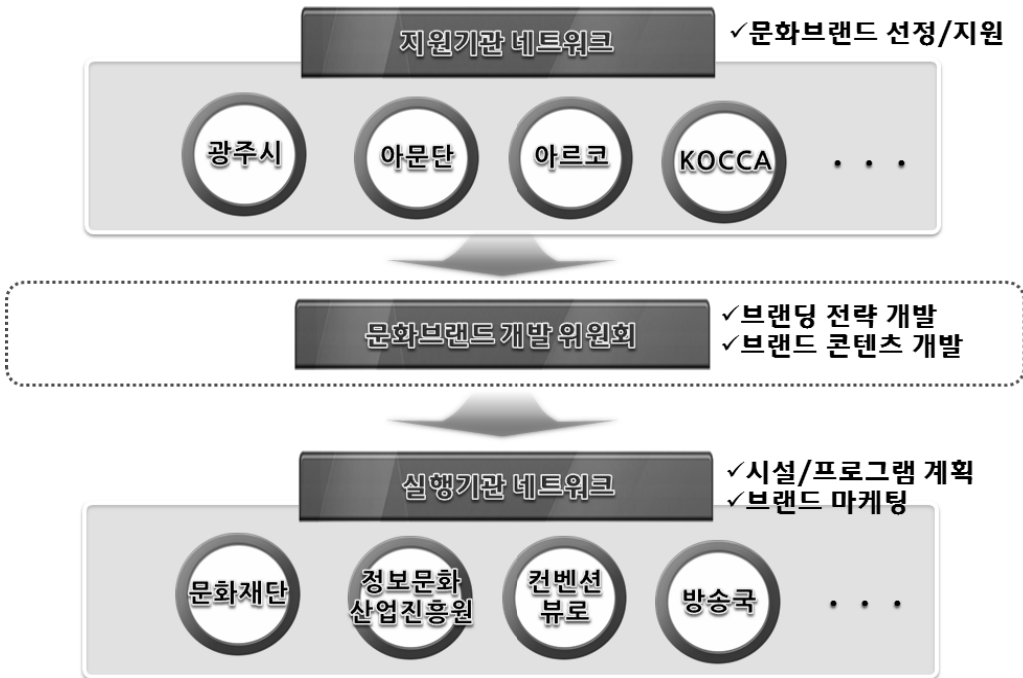 지원기관 네트워크
✓문화브랜드 선정/지원
광주시
아문단
아르코
KOCCA
· · ·
문화브랜드 개발 위원회
✓브랜딩 전략 개발
✓브랜드 콘텐츠 개발
실행기관 네트워크
✓시설/프로그램 계획
✓브랜드 마케팅
문화재단
정보문화
산업진흥원
컨벤션
뷰로
방송국
· · ·